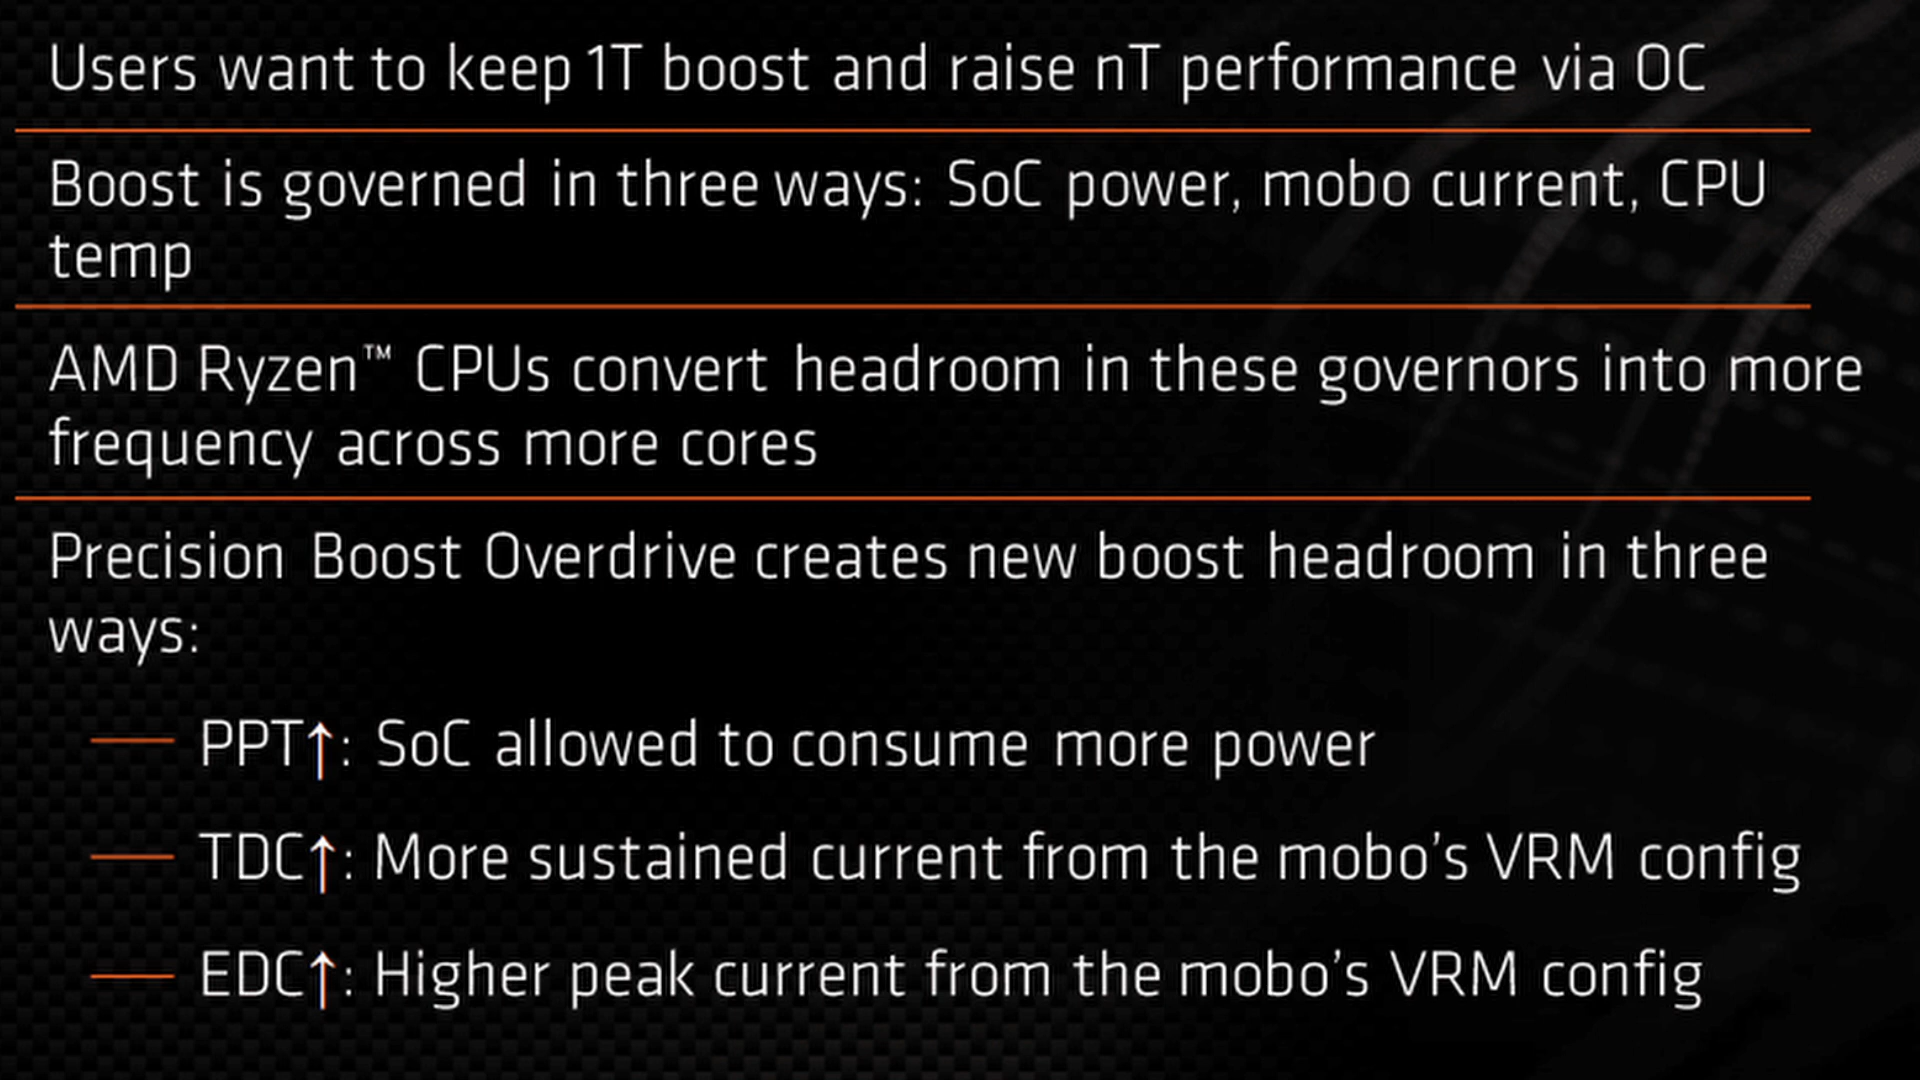 Users want to keep 1T boost and raise nT performance via OC
Boost is governed in three ways: SoC power, mobo current, CPU
temp
AMD Ryzen™ CPUs convert headroom in these governors into more
frequency across more cores
Precision Boost Overdrive creates new boost headroom in three
ways:
PPT↑: SoC allowed to consume more power
TDC↑: More sustained current from the mobo’s VRM config
EDC↑: Higher peak current from the mobo’s VRM config